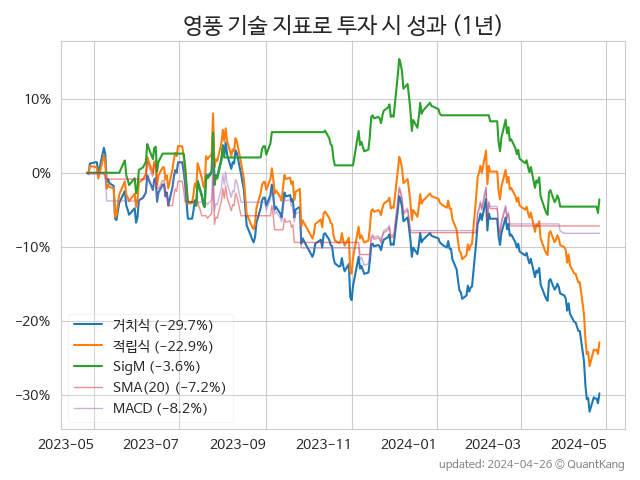 영풍 기술 지표로 투자 시 성과 (1년)
10%
0%
−10%
−20%
−30%
거치식 (−29.7%)
적립식 (−22.9%)
SigM (−3.6%)
SMA(20) (−7.2%)
MACD (−8.2%)
2023-05 2023-07 2023-09 2023-11 2024-01 2024-03 2024-05
updated: 2024-04-26 © QuantKang